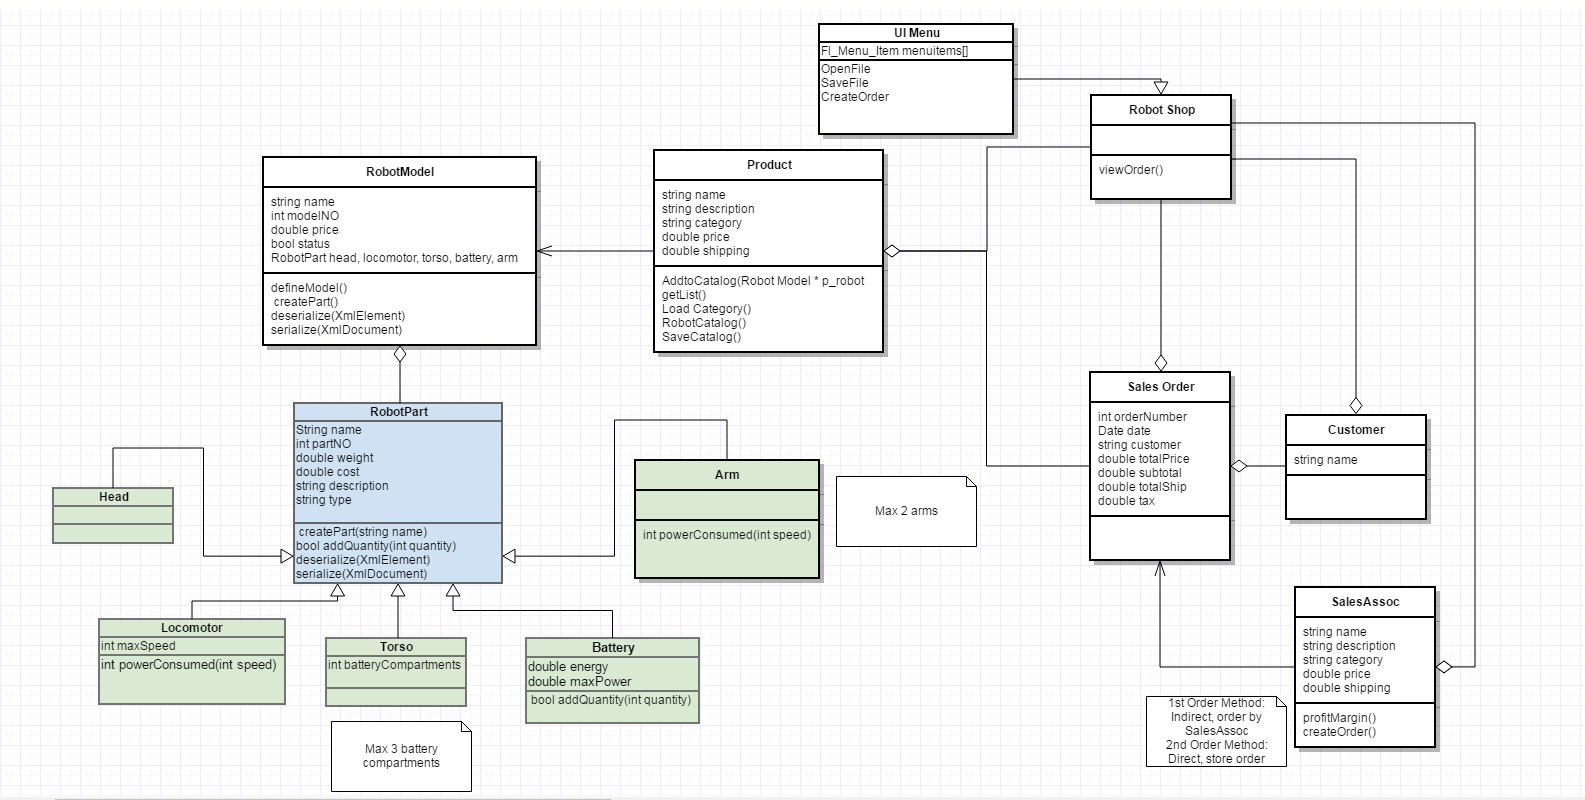 UI Menu
Fl_Menu_Item menuitems[]
OpenFile
SaveFile
CreateOrder
Robot Shop
viewOrder()
RobotModel
string name
int modelNO
double price
bool status
RobotPart head, locomotor, torso, battery, arm
defineModel()
createPart()
deserialize(XmlElement)
serialize(XmlDocument)
Product
string name
string description
string category
double price
double shipping
AddtoCatalog(Robot Model * p_robot
getList()
Load Category()
RobotCatalog()
SaveCatalog()
Sales Order
int orderNumber
Date date
string customer
double totalPrice
double subtotal
double totalShip
double tax
Customer
string name
RobotPart
String name
int partNO
double weight
double cost
string description
string type
createPart(string name)
bool addQuantity(int quantity)
deserialize(XmlElement)
serialize(XmlDocument)
Head
Arm
int powerConsumed(int speed)
Max 2 arms
Locomotor
int maxSpeed
int powerConsumed(int speed)
Torso
int batteryCompartments
Battery
double energy
double maxPower
bool addQuantity(int quantity)
Max 3 battery
compartments
SalesAssoc
string name
string description
string category
double price
double shipping
profitMargin()
createOrder()
1st Order Method:
Indirect, order by
SalesAssoc
2nd Order Method:
Direct, store order